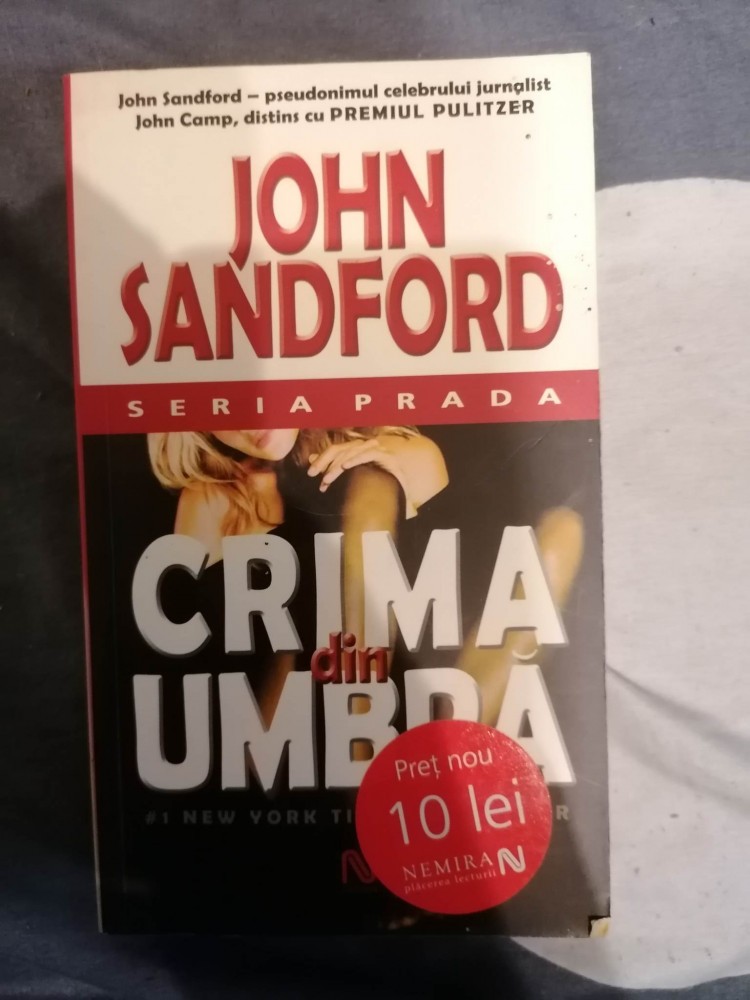 John Sandford – pseudonimul celebrului jurnalist
John Camp, distins cu PREMIUL PULITZER
JOHN
SANDFORD
SERIA PRADA
CRIMA
din
UMBRĂ
#1 NEW YORK
Preț nou
10 lei
NEMIRA
plăcerea lecturii